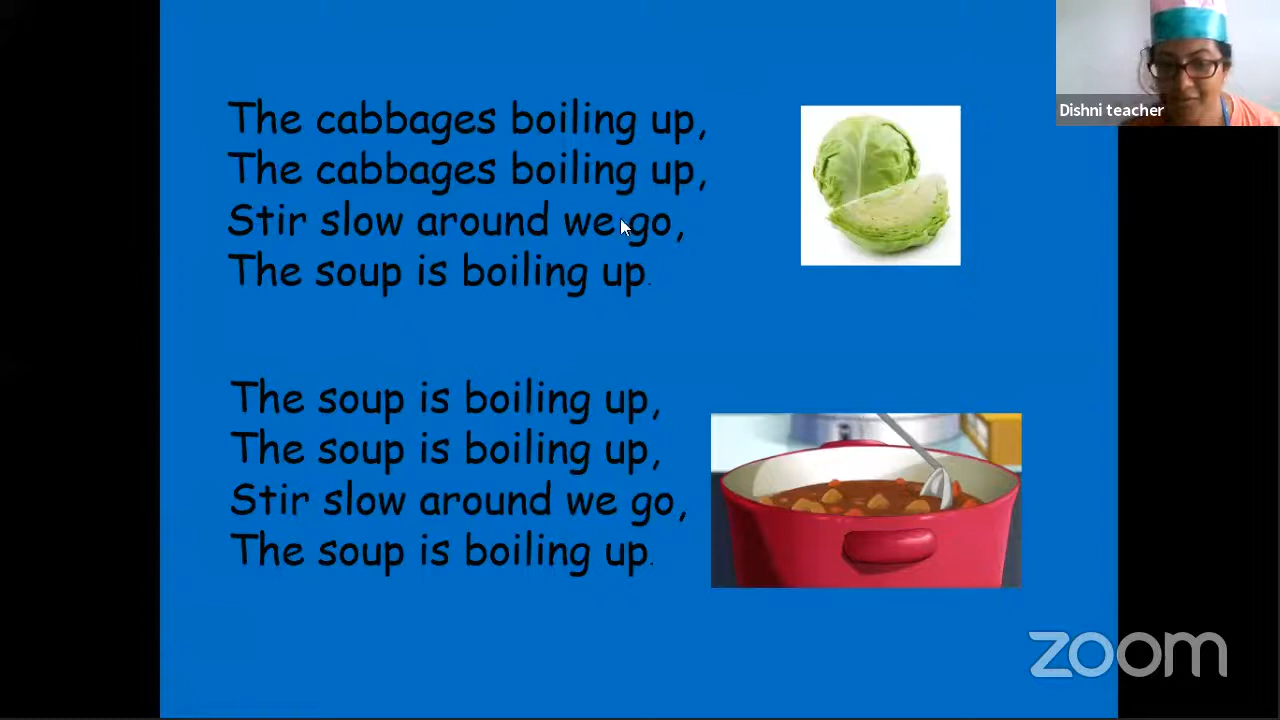 The cabbages boiling up,
The cabbages boiling up,
Stir slow around we go,
The soup is boiling up.
The soup is boiling up,
The soup is boiling up,
Stir slow around we go,
The soup is boiling up.
Dishni teacher
zoom